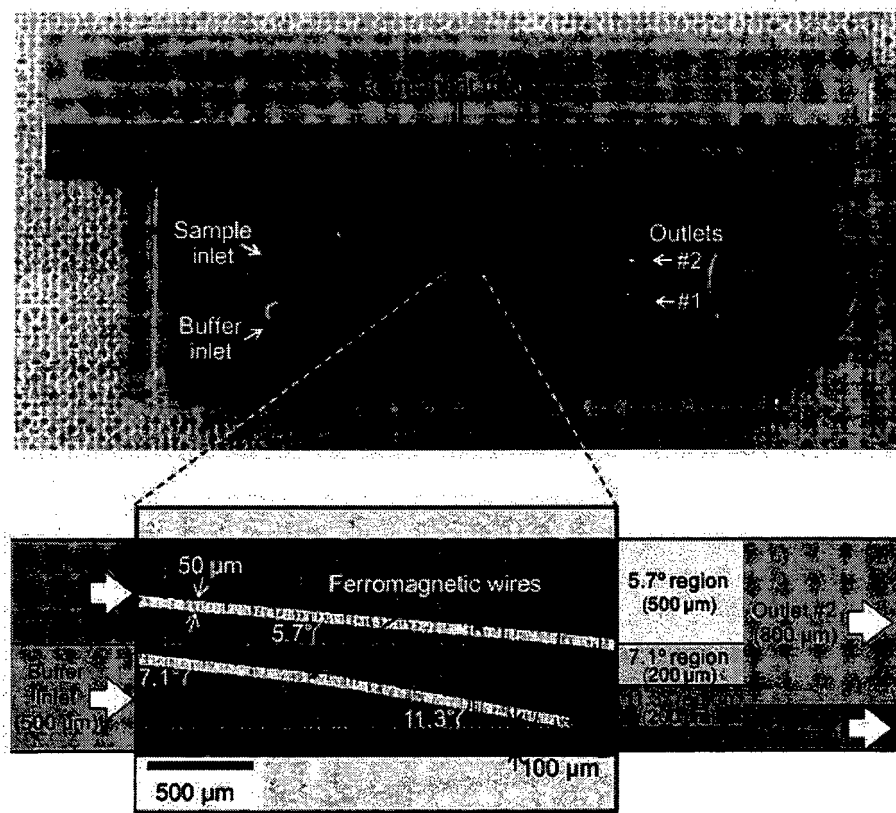 Sample
inlet
Outlets
#2
#1
Buffer
inlet
50 µm
Ferromagnetic wires
5.7°
7.1°
11.3°
100 µm
500 µm
Buffer
inlet
(500 µm)
5.7° region
(500 µm)
7.1° region
(200 µm)
Outlet #2
(800 µm)